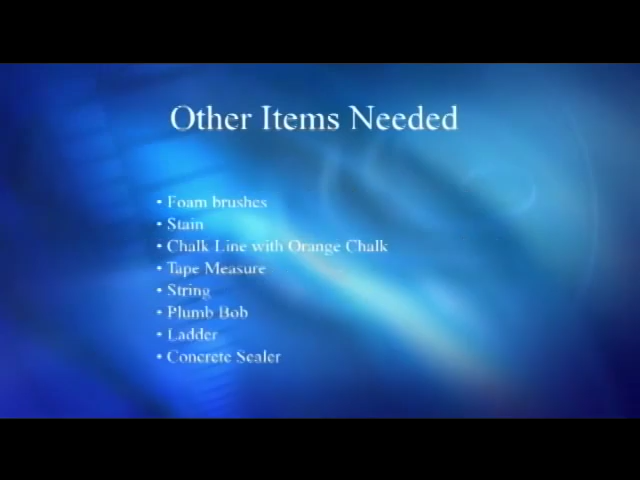 Other Items Needed
• Foam brushes
• Stain
• Chalk Line with Orange Chalk
• Tape Measure
• String
• Plumb Bob
• Ladder
• Concrete Sealer